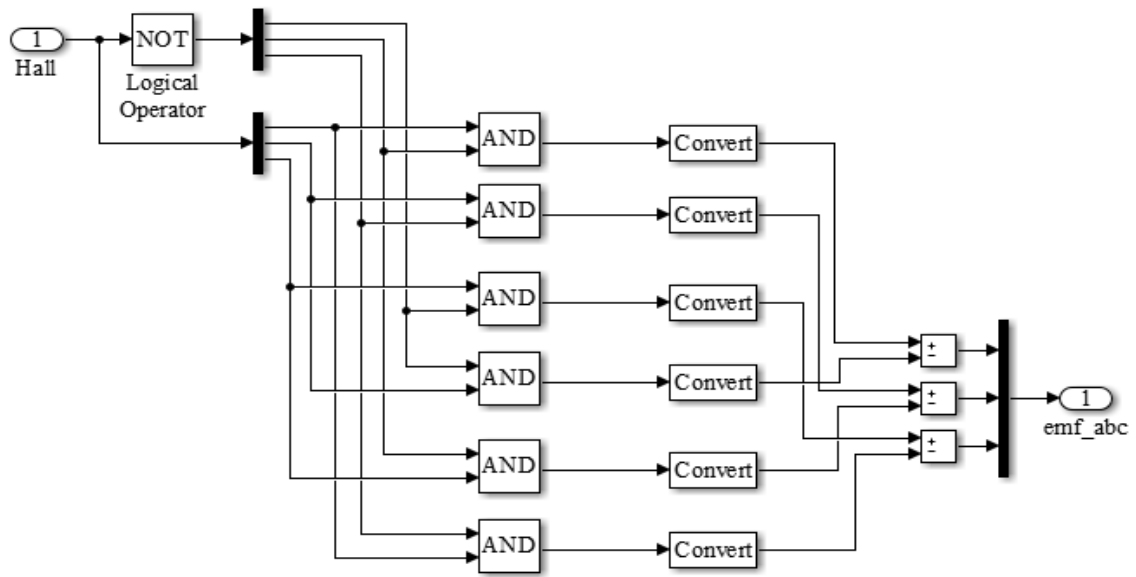 1
Hall
NOT
Logical
Operator
AND
Convert
AND
Convert
AND
Convert
AND
Convert
AND
Convert
AND
Convert
+
−
+
−
+
−
1
emf_abc